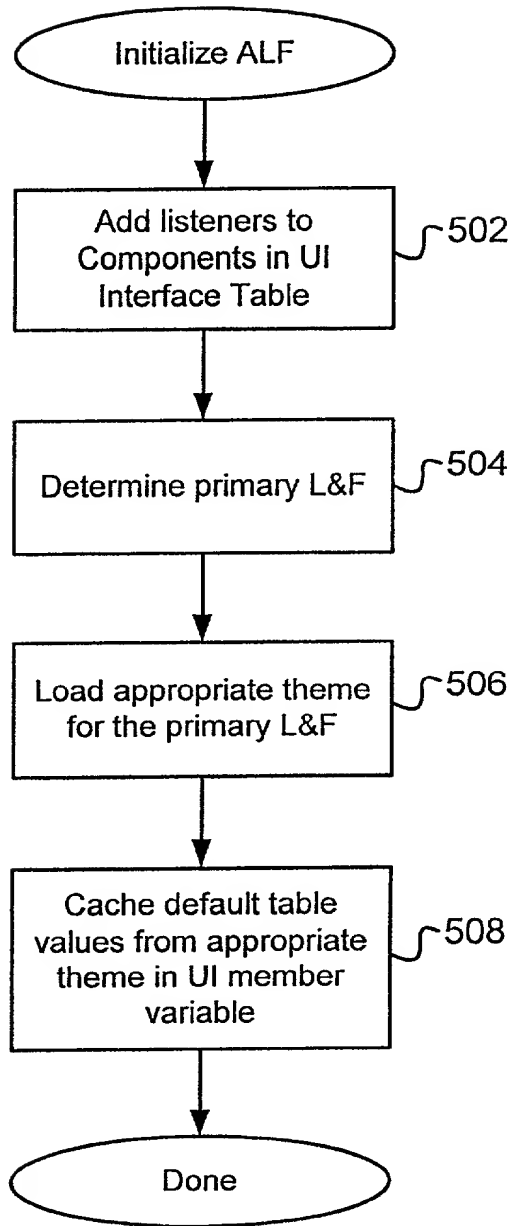 Initialize ALF
Add listeners to
Components in UI
Interface Table
502
Determine primary L&F
504
Load appropriate theme
for the primary L&F
506
Cache default table
values from appropriate
theme in UI member
variable
508
Done